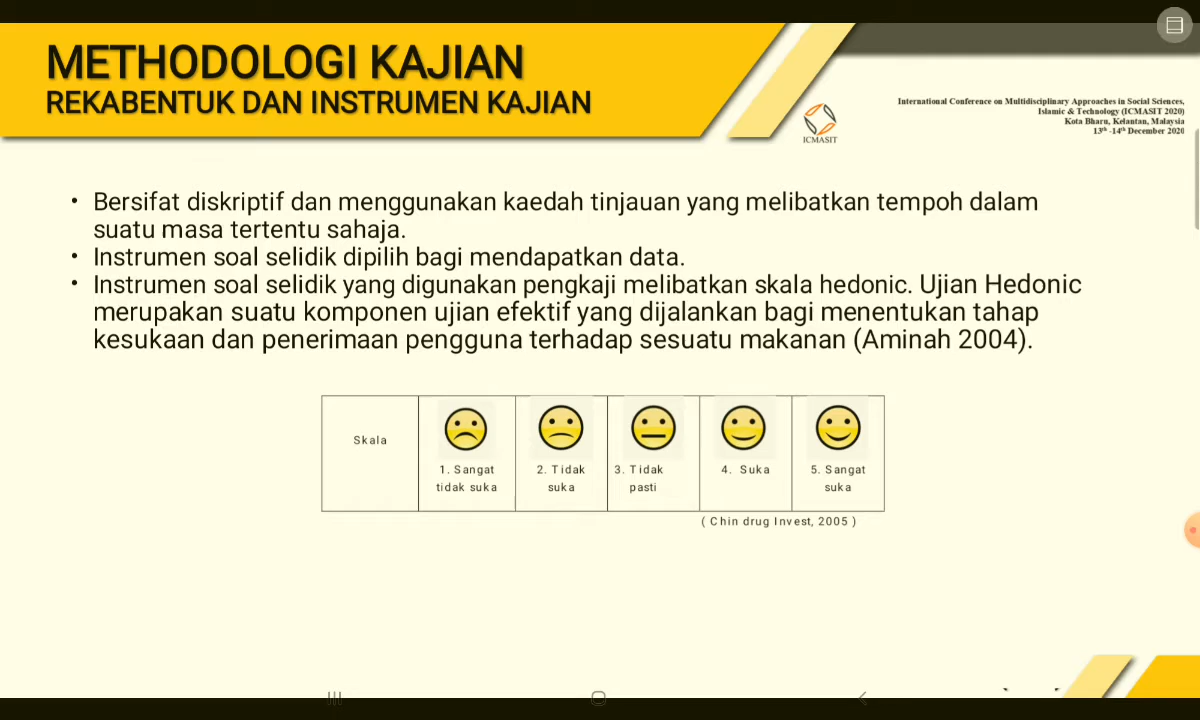 METHODOLOGI KAJIAN
REKABENTUK DAN INSTRUMEN KAJIAN
ICMASIT
International Conference on Multidisciplinary Approaches in Social Sciences,
Islamic & Technology (ICMASIT 2020)
Kota Bharu, Kelantan, Malaysia
13th -14th December 2020
• Bersifat diskriptif dan menggunakan kaedah tinjauan yang melibatkan tempoh dalam
suatu masa tertentu sahaja.
• Instrumen soal selidik dipilih bagi mendapatkan data.
• Instrumen soal selidik yang digunakan pengkaji melibatkan skala hedonic. Ujian Hedonic
merupakan suatu komponen ujian efektif yang dijalankan bagi menentukan tahap
kesukaan dan penerimaan pengguna terhadap sesuatu makanan (Aminah 2004).
Skala
1. Sangat
tidak suka
2. Tidak
suka
3. Tidak
pasti
4. Suka
5. Sangat
suka
( Chin drug Invest, 2005 )